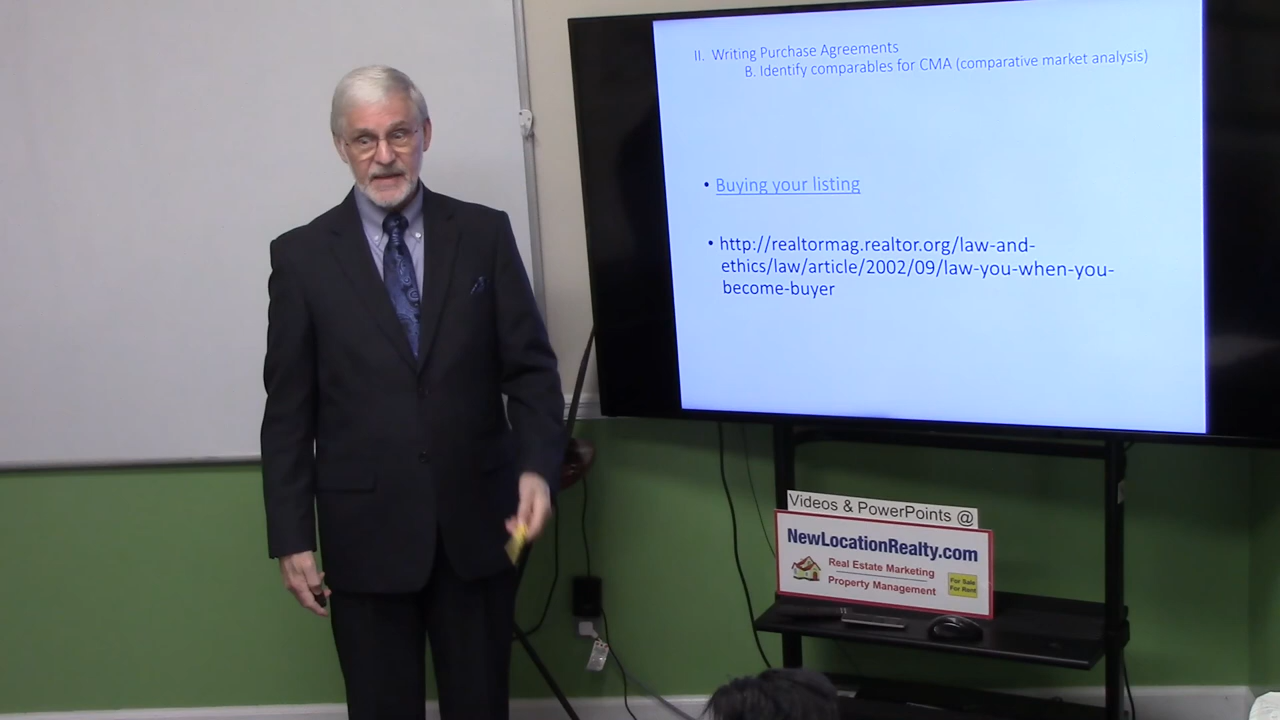 II. Writing Purchase Agreements
B. Identify comparables for CMA (comparative market analysis)
• Buying your listing
• http://realtormag.realtor.org/law-and-
ethics/law/article/2002/09/law-you-when-you-
become-buyer
Videos & PowerPoints @
NewLocationRealty.com
Real Estate Marketing
Property Management
For Sale
For Rent